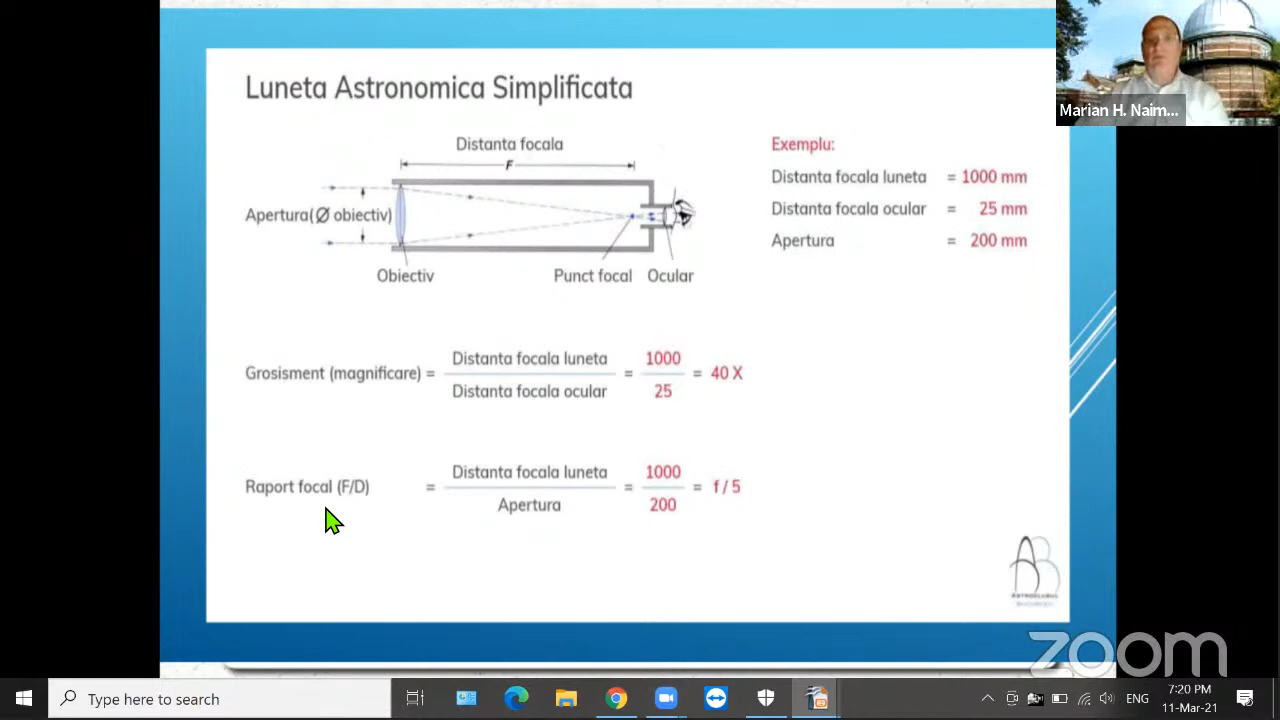 Luneta Astronomica Simplificata
Distanta focala
F
Apertura(Ø obiectiv)
Obiectiv
Punct focal
Ocular
Exemplu:
Distanta focala luneta = 1000 mm
Distanta focala ocular = 25 mm
Apertura = 200 mm
Grosisment (magnificare) = Distanta focala luneta / Distanta focala ocular = 1000 / 25 = 40 X
Raport focal (F/D) = Distanta focala luneta / Apertura = 1000 / 200 = f / 5
ASTROCLUBUL
BUCURESTI
Marian H. Naim...
zoom
Type here to search
ENG
7:20 PM
11-Mar-21